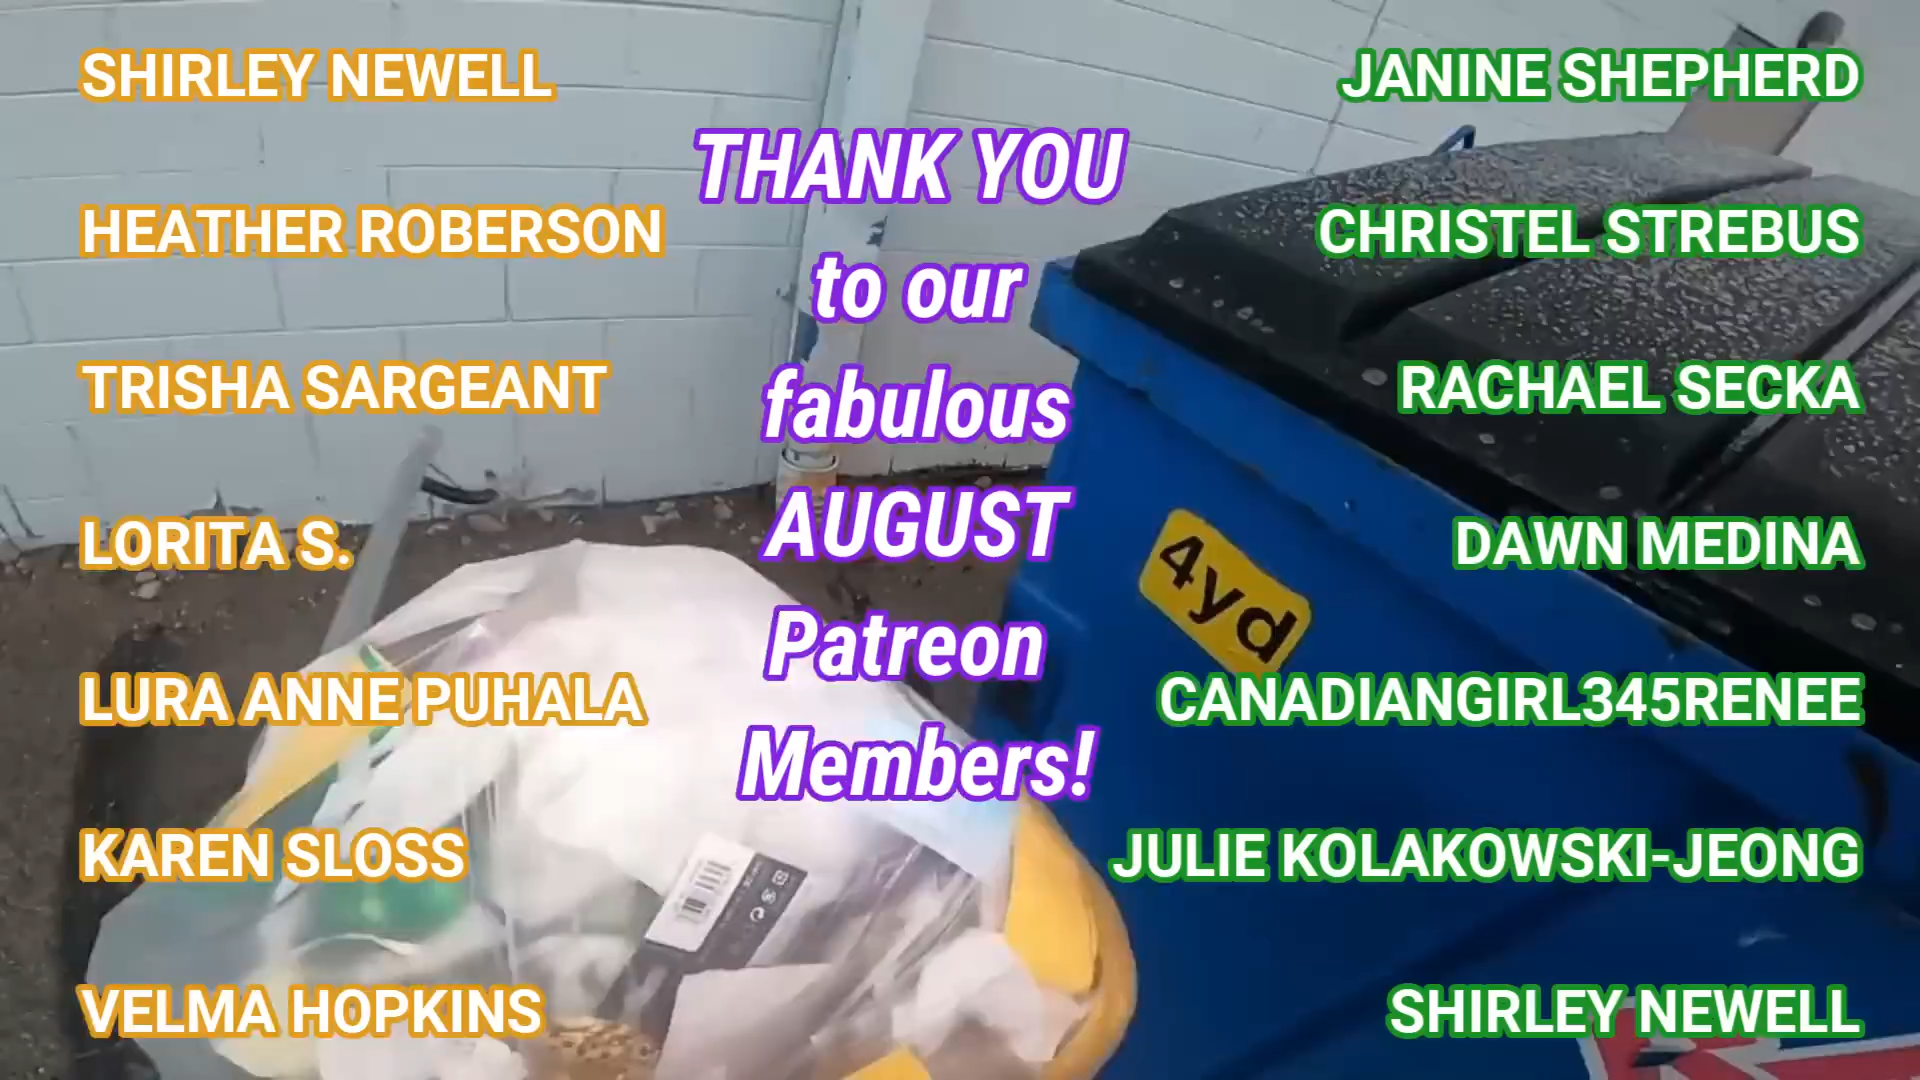 SHIRLEY NEWELL
HEATHER ROBERSON
TRISHA SARGEANT
LORITA S.
LURA ANNE PUHALA
KAREN SLOSS
VELMA HOPKINS
THANK YOU
to our
fabulous
AUGUST
Patreon
Members!
JANINE SHEPHERD
CHRISTEL STREBUS
RACHAEL SECKA
DAWN MEDINA
CANADIANGIRL345RENEE
JULIE KOLAKOWSKI-JEONG
SHIRLEY NEWELL
4yd